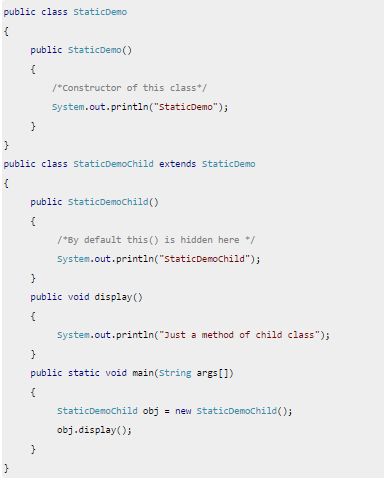 public class StaticDemo
{
public StaticDemo()
{
/*Constructor of this class*/
System.out.println("StaticDemo");
}
}
public class StaticDemoChild extends StaticDemo
{
public StaticDemoChild()
{
/*By default this() is hidden here */
System.out.println("StaticDemoChild");
}
public void display()
{
System.out.println("Just a method of child class");
}
public static void main(String args[])
{
StaticDemoChild obj = new StaticDemoChild();
obj.display();
}
}